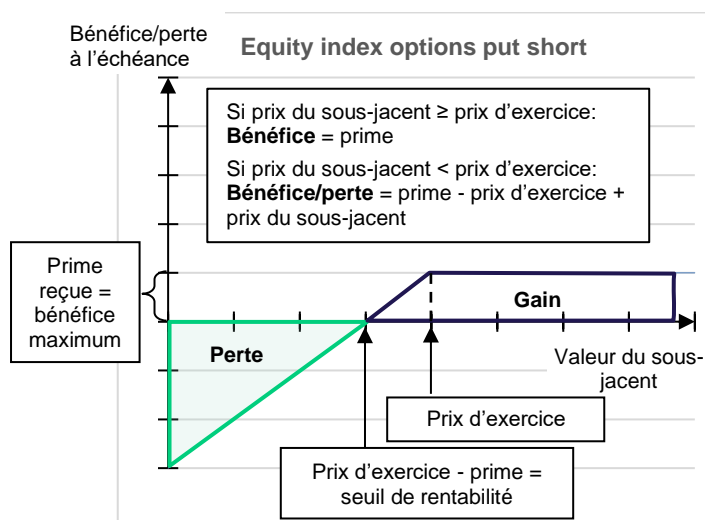 Bénéfice/perte
à l'échéance
Equity index options put short
Si prix du sous-jacent ≥ prix d'exercice:
Bénéfice = prime
Si prix du sous-jacent < prix d'exercice:
Bénéfice/perte = prime - prix d'exercice +
prix du sous-jacent
Prime
reçue =
bénéfice
maximum
Gain
Perte
Valeur du sous-
jacent
Prix d'exercice
Prix d'exercice - prime =
seuil de rentabilité